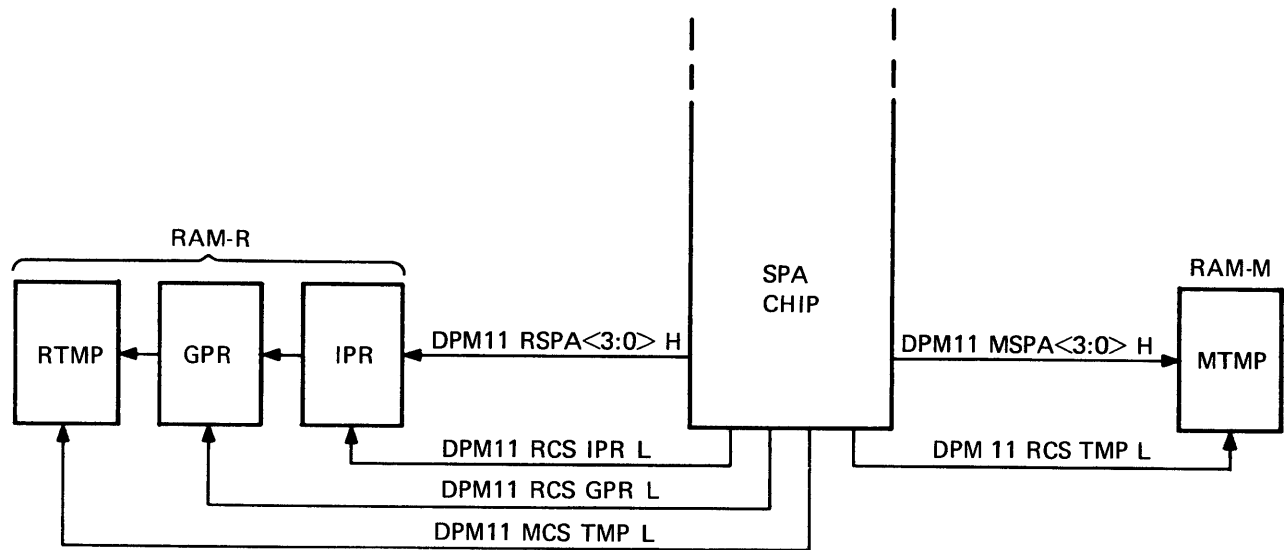 RAM-R
RAM-M
SPA
CHIP
DPM11 RSPA<3:0> H
DPM11 MSPA<3:0> H
RTMP
GPR
IPR
MTMP
DPM11 RCS IPR L
DPM 11 RCS TMP L
DPM11 RCS GPR L
DPM11 MCS TMP L